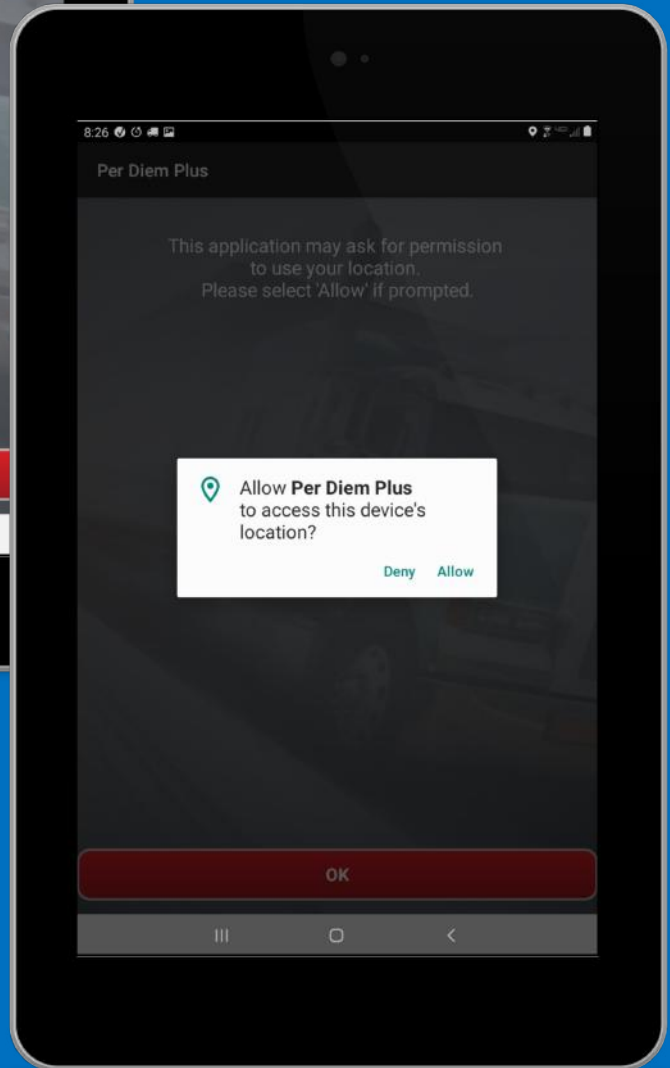 8:26
Per Diem Plus
This application may ask for permission
to use your location.
Please select 'Allow' if prompted.
Allow Per Diem Plus
to access this device's
location?
Deny Allow
OK